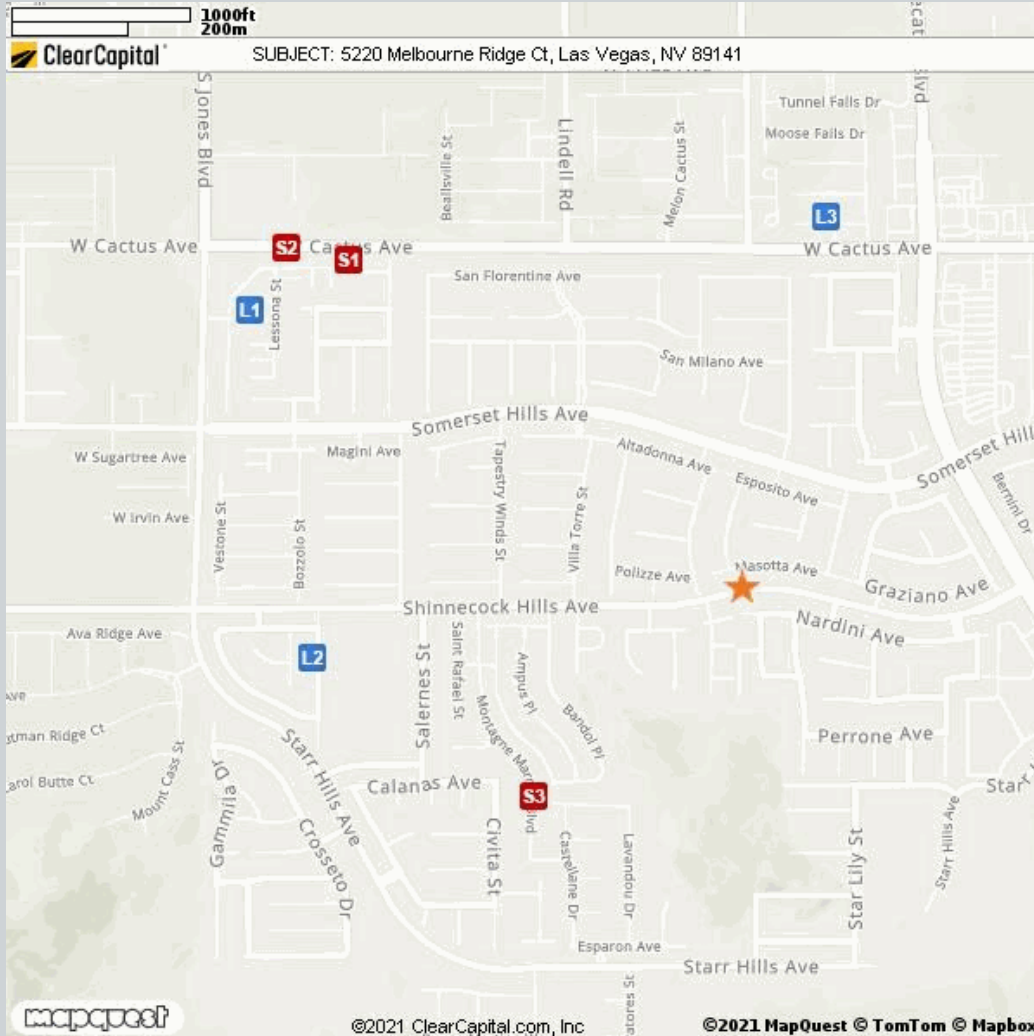 1000ft
200m
ClearCapital
SUBJECT: 5220 Melbourne Ridge Ct, Las Vegas, NV 89141
S Jones Blvd
Beallsville St
Lindell Rd
Melon Cactus St
Tunnel Falls Dr
Moose Falls Dr
Blvd
L3
W Cactus Ave
S2
Cactus Ave
S1
W Cactus Ave
San Florentine Ave
L1
Lessona St
San Milano Ave
Somerset Hills Ave
W Sugartree Ave
Magini Ave
Tapestry Winds St
Altadonna Ave
Esposito Ave
Somerset Hill
Bernini Dr
W Irvin Ave
Vestone St
Bozzolo St
Villa Torre St
Polizze Ave
Masotta Ave
Graziano Ave
Shinnecock Hills Ave
Nardini Ave
Ava Ridge Ave
L2
Salernes St
Saint Rafael St
Ampus Pl
Bandol Pl
Ave
Perrone Ave
Mount Cass St
Starr Hills Ave
Calanas Ave
S3
Blvd
Gammila Dr
Crosseto Dr
Civita St
Castellane Dr
Lavandou Dr
Star Lily St
Starr Hills Ave
Esparon Ave
Starr Hills Ave
mapquest
©2021 ClearCapital.com, Inc
©2021 MapQuest © TomTom © Mapbox